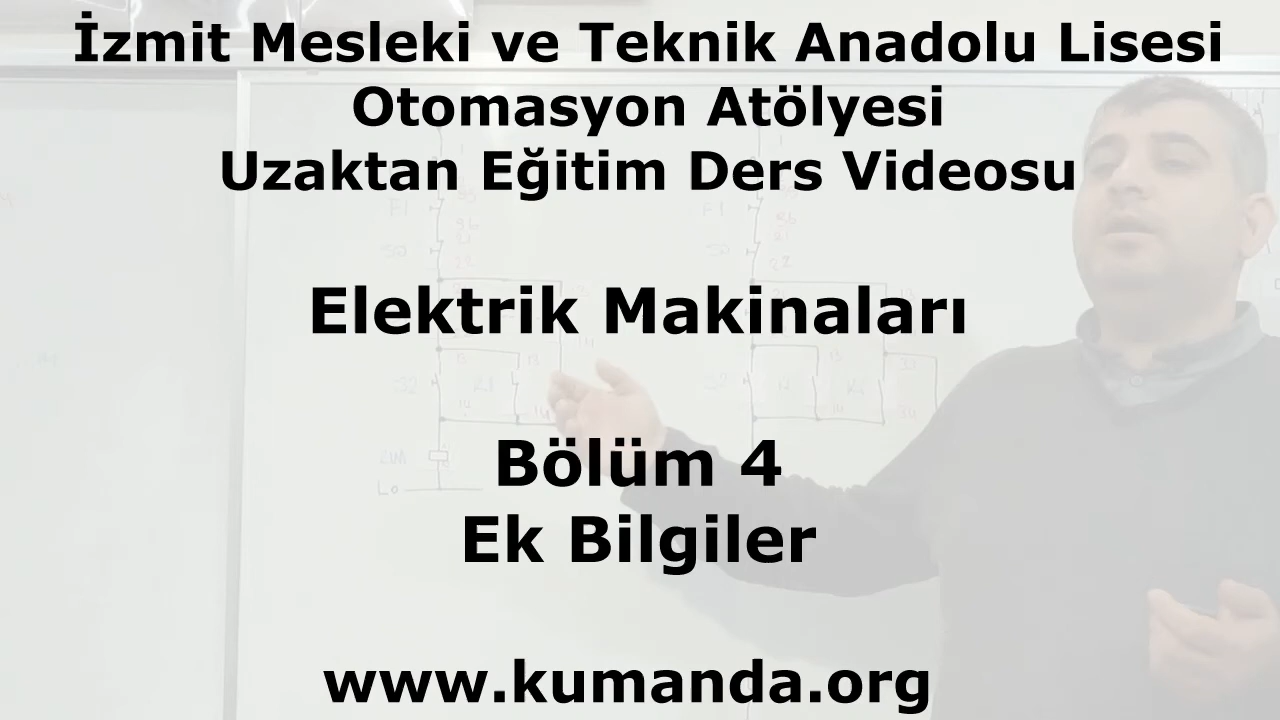 İzmit Mesleki ve Teknik Anadolu Lisesi
Otomasyon Atölyesi
Uzaktan Eğitim Ders Videosu
Elektrik Makinaları
Bölüm 4
Ek Bilgiler
www.kumanda.org